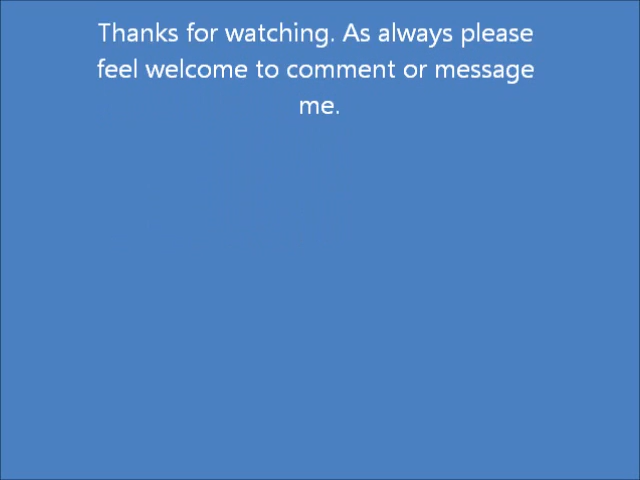 Thanks for watching. As always please
feel welcome to comment or message
me.